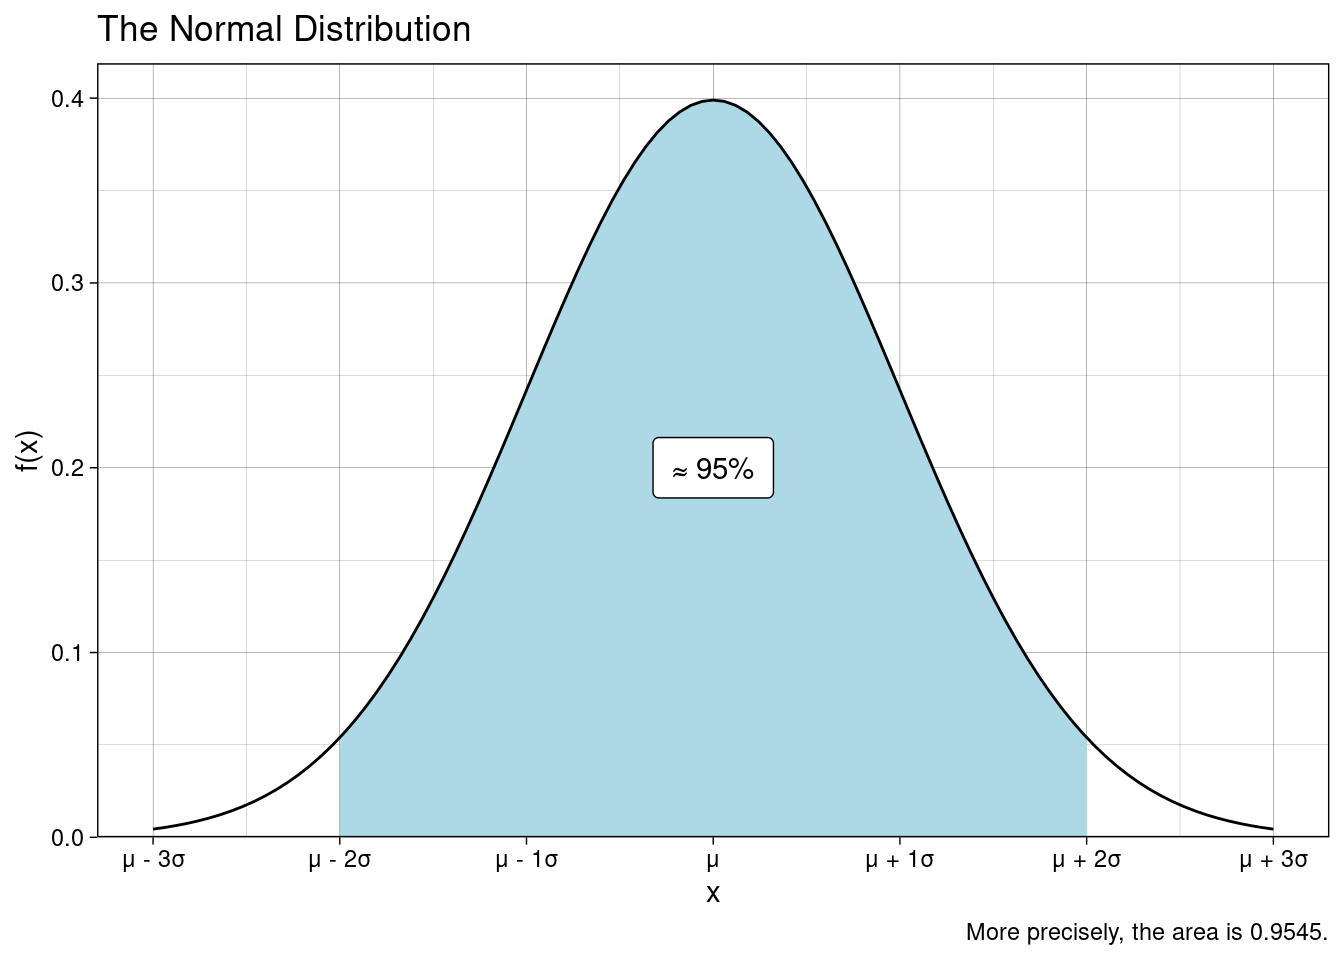 The Normal Distribution
0.4
0.3
0.2
0.1
0.0
f(x)
≈ 95%
μ - 3σ μ - 2σ μ - 1σ μ μ + 1σ μ + 2σ μ + 3σ
x
More precisely, the area is 0.9545.